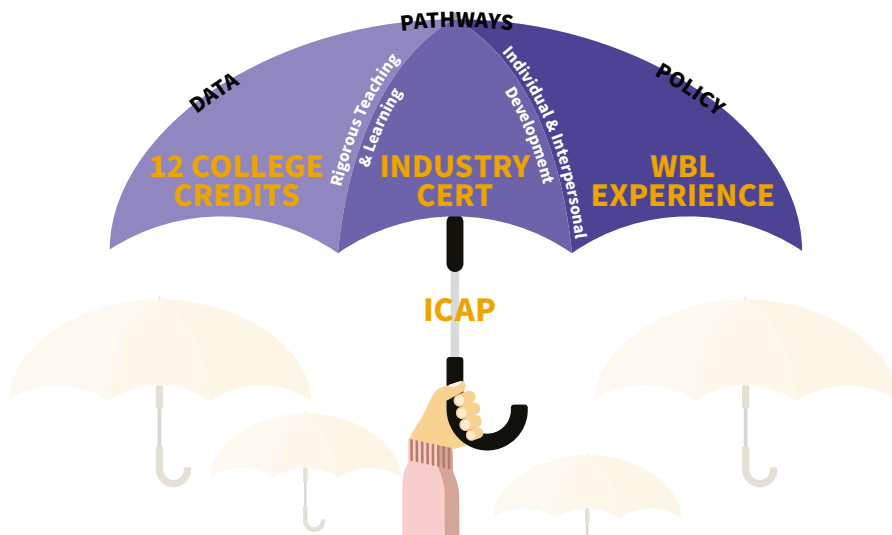 PATHWAYS
DATA
POLICY
Rigorous Teaching
& Learning
Individual & Interpersonal
Development
12 COLLEGE
CREDITS
INDUSTRY
CERT
WBL
EXPERIENCE
ICAP